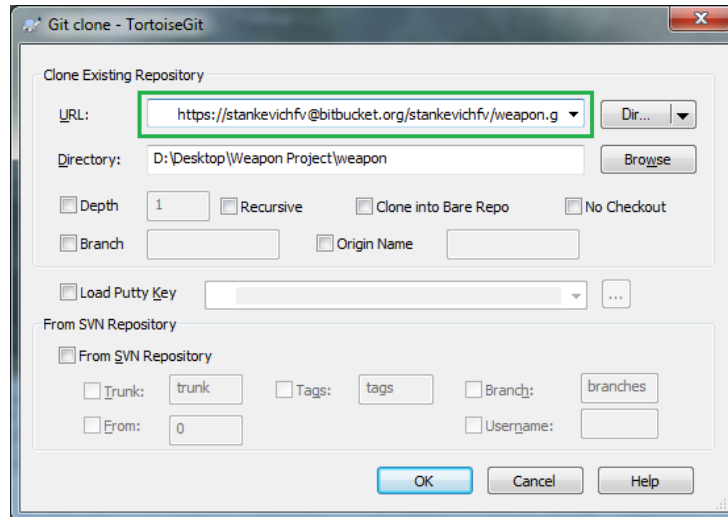 Git clone - TortoiseGit
Clone Existing Repository
URL: https://stankevichfv@bitbucket.org/stankevichfv/weapon.g Dir...
Directory: D:\Desktop\Weapon Project\weapon Browse
Depth 1 Recursive Clone into Bare Repo No Checkout
Branch Origin Name
Load Putty Key ...
From SVN Repository
From SVN Repository
Trunk: trunk Tags: tags Branch: branches
From: 0 Username:
OK Cancel Help